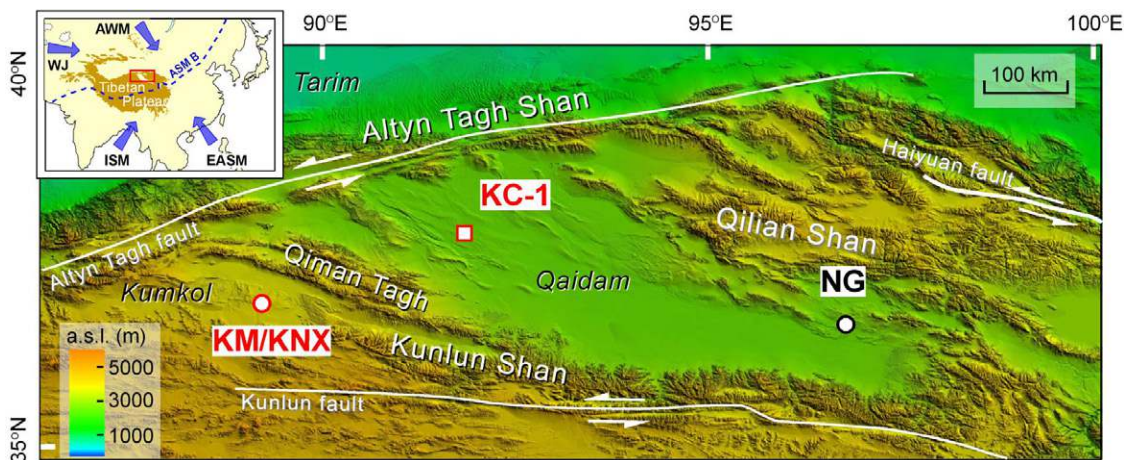 90°E
95°E
100°E
40°N
35°N
AWM
WJ
ASM B
Tibetan
Platear
ISM
EASM
Tarim
Altyn Tagh Shan
100 km
Haiyuan fault
KC-1
Qilian Shan
Altyn Tagh fault
Qiman Tagh
Qaidam
NG
Kumkol
KM/KNX
Kunlun Shan
a.s.l. (m)
5000
3000
1000
Kunlun fault